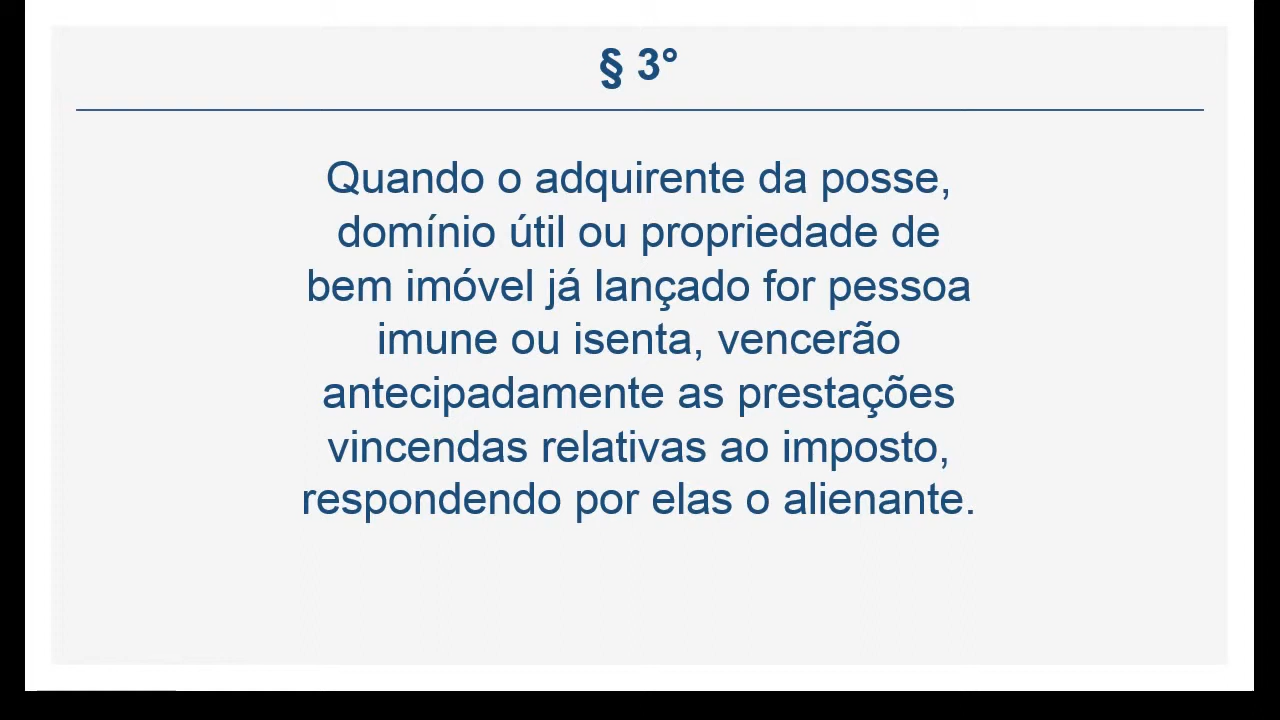 § 3°
Quando o adquirente da posse,
domínio útil ou propriedade de
bem imóvel já lançado for pessoa
imune ou isenta, vencerão
antecipadamente as prestações
vincendas relativas ao imposto,
respondendo por elas o alienante.